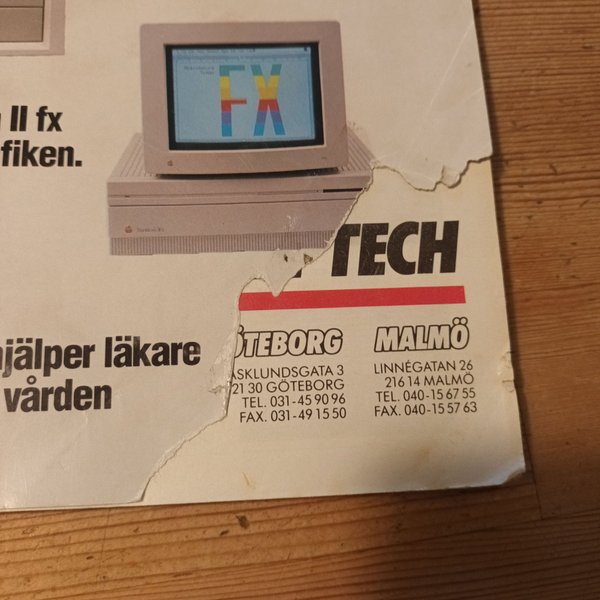 FX
II fx
fiken.
TECH
hjälper läkare
vården
ÖTEBORG
ASKLUNDSGATA 3
421 30 GÖTEBORG
TEL. 031-45 90 96
FAX. 031-49 15 50
MALMÖ
LINNÉGATAN 26
216 14 MALMÖ
TEL. 040-15 67 55
FAX. 040-15 57 63